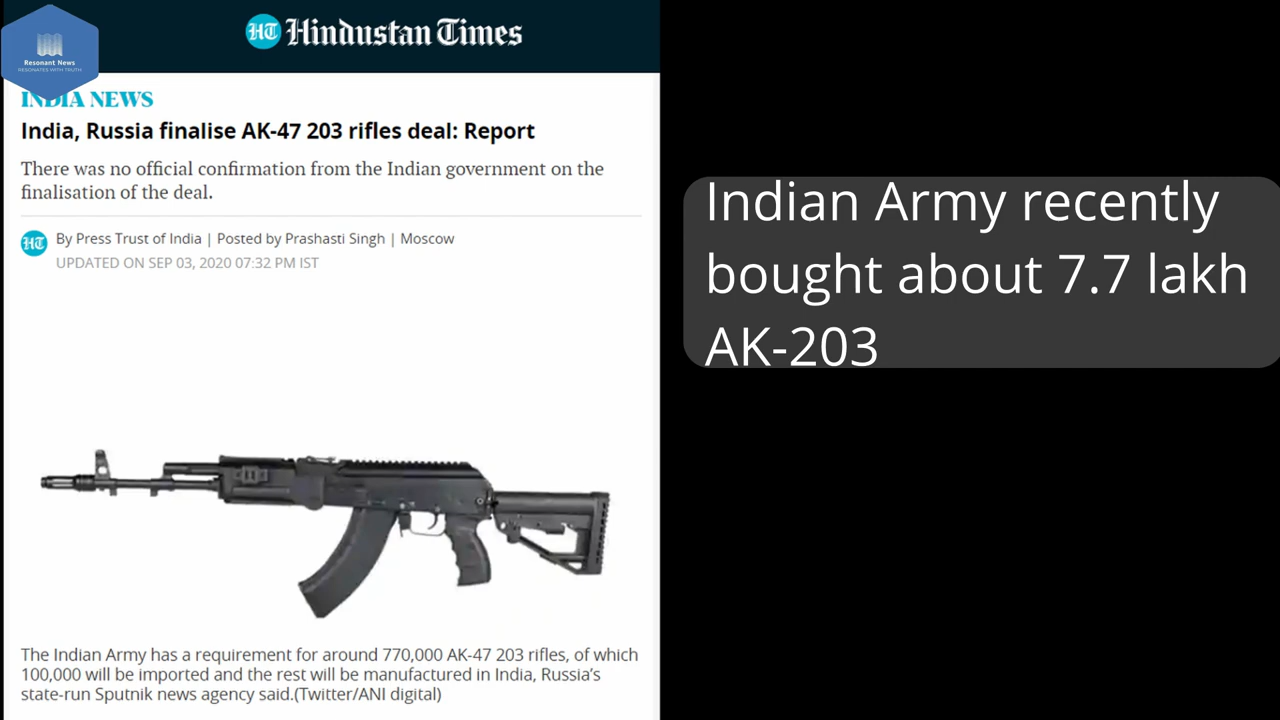 HT Hindustan Times
Resonant News
RESONATES WITH TRUTH
INDIA NEWS
India, Russia finalise AK-47 203 rifles deal: Report
There was no official confirmation from the Indian government on the
finalisation of the deal.
HT
By Press Trust of India | Posted by Prashasti Singh | Moscow
UPDATED ON SEP 03, 2020 07:32 PM IST
The Indian Army has a requirement for around 770,000 AK-47 203 rifles, of which
100,000 will be imported and the rest will be manufactured in India, Russia's
state-run Sputnik news agency said.(Twitter/ANI digital)
Indian Army recently
bought about 7.7 lakh
AK-203